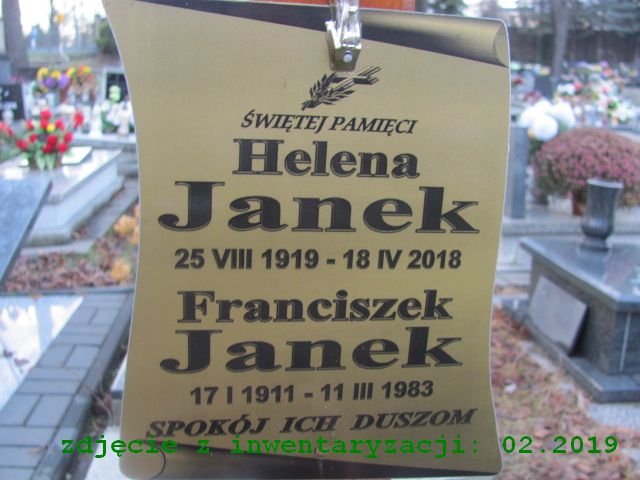 ŚWIĘTEJ PAMIĘCI
Helena
Janek
25 VIII 1919 - 18 IV 2018
Franciszek
Janek
17 I 1911 - 11 III 1983
SPOKÓJ ICH DUSZOM
zdjęcie z inwentaryzacji: 02.2019